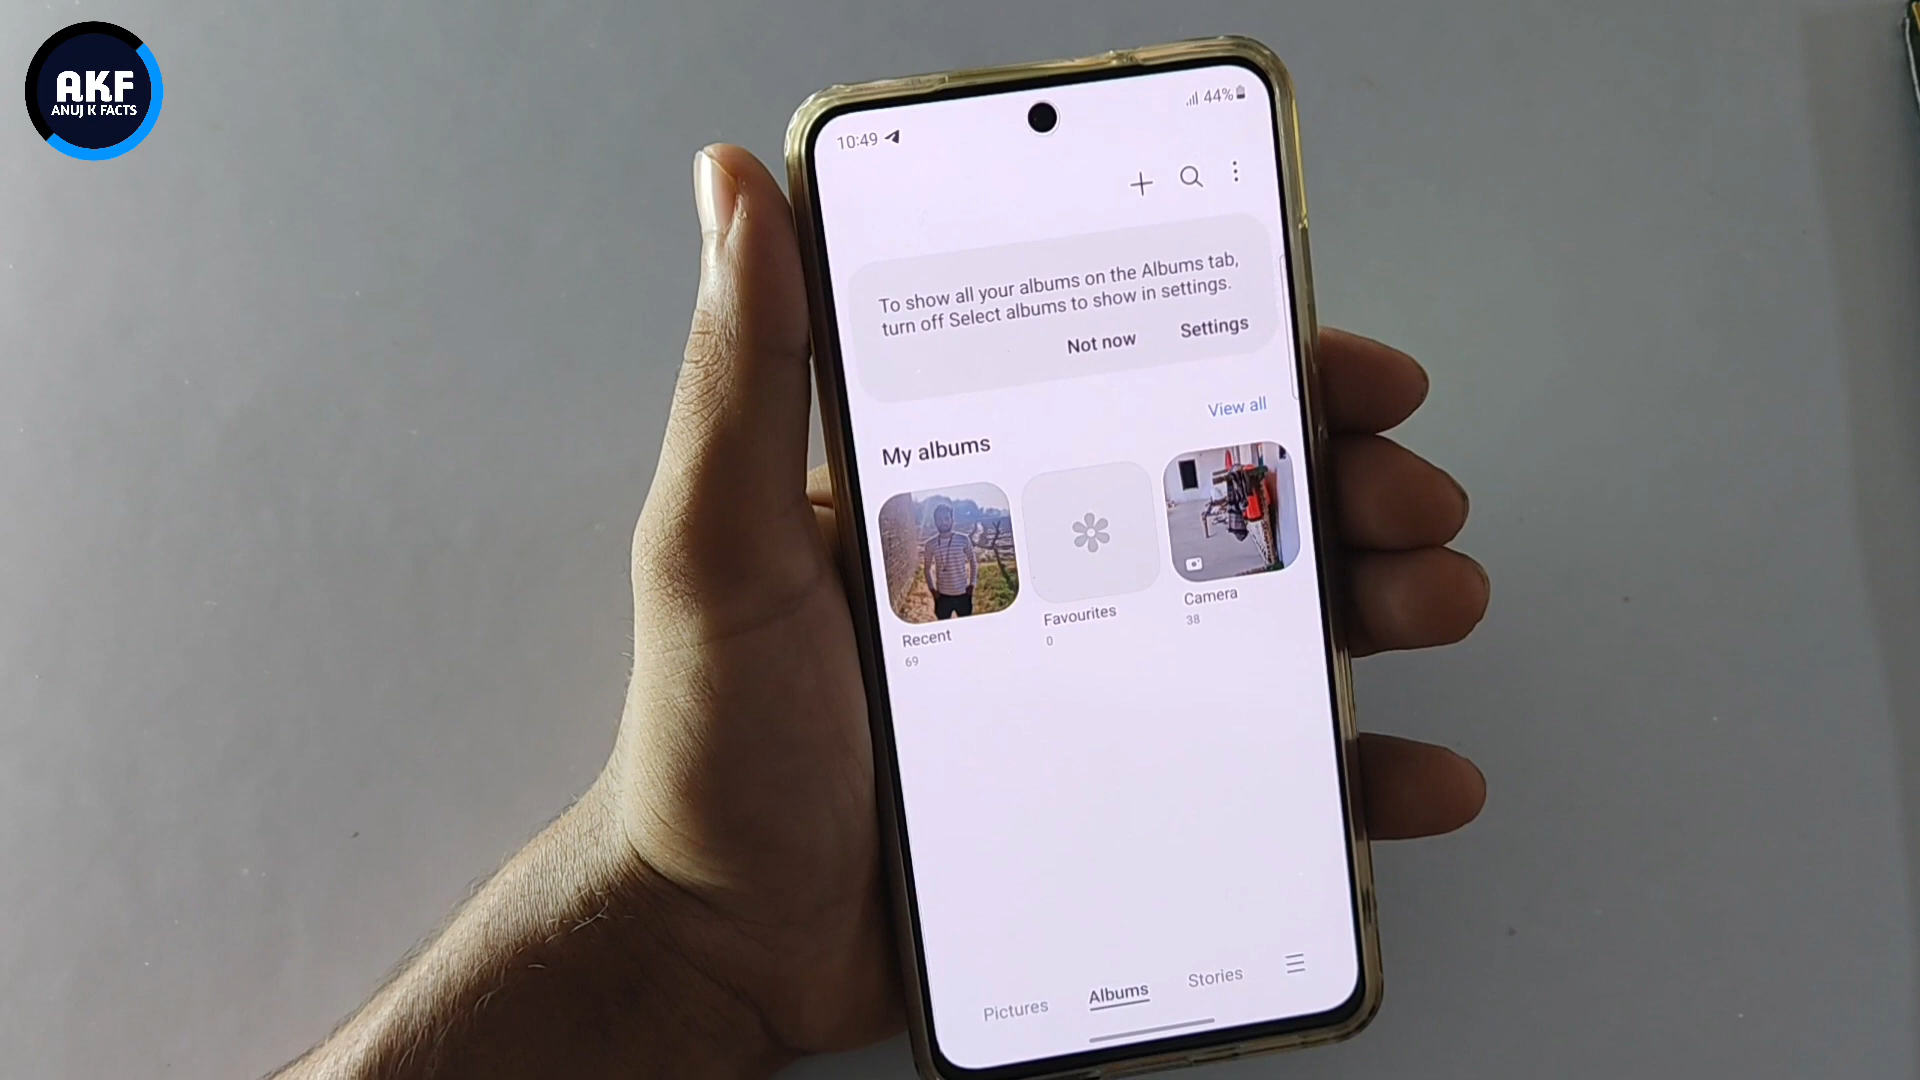 AKF
ANUJ K FACTS
10:49
44%
To show all your albums on the Albums tab,
turn off Select albums to show in settings.
Not now
Settings
View all
My albums
Recent
69
Favourites
0
Camera
38
Pictures
Albums
Stories